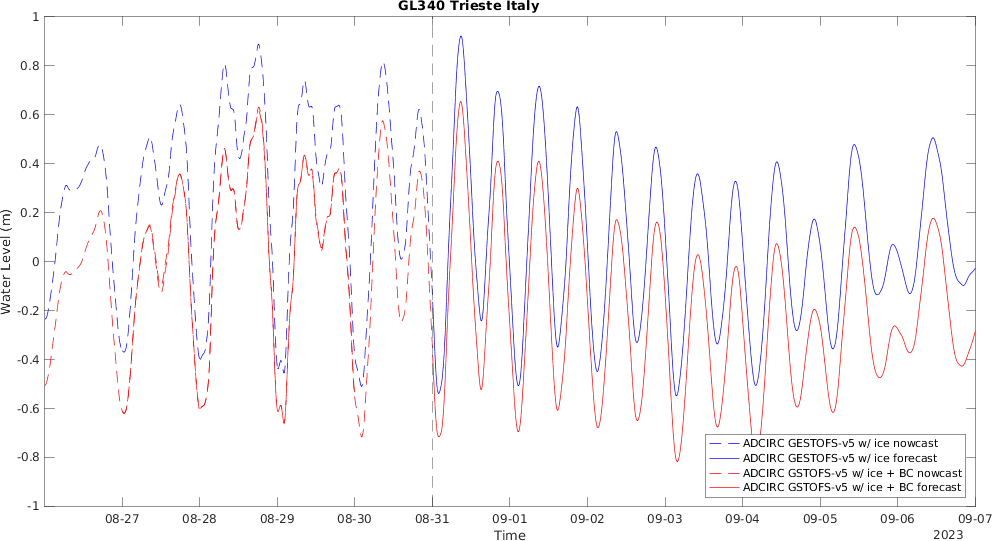 GL340 Trieste Italy
Water Level (m)
1
0.8
0.6
0.4
0.2
0
-0.2
-0.4
-0.6
-0.8
-1
08-27 08-28 08-29 08-30 08-31 09-01 09-02 09-03 09-04 09-05 09-06 09-07
Time
2023
ADCIRC GESTOFS-v5 w/ ice nowcast
ADCIRC GESTOFS-v5 w/ ice forecast
ADCIRC GSTOFS-v5 w/ ice + BC nowcast
ADCIRC GSTOFS-v5 w/ ice + BC forecast